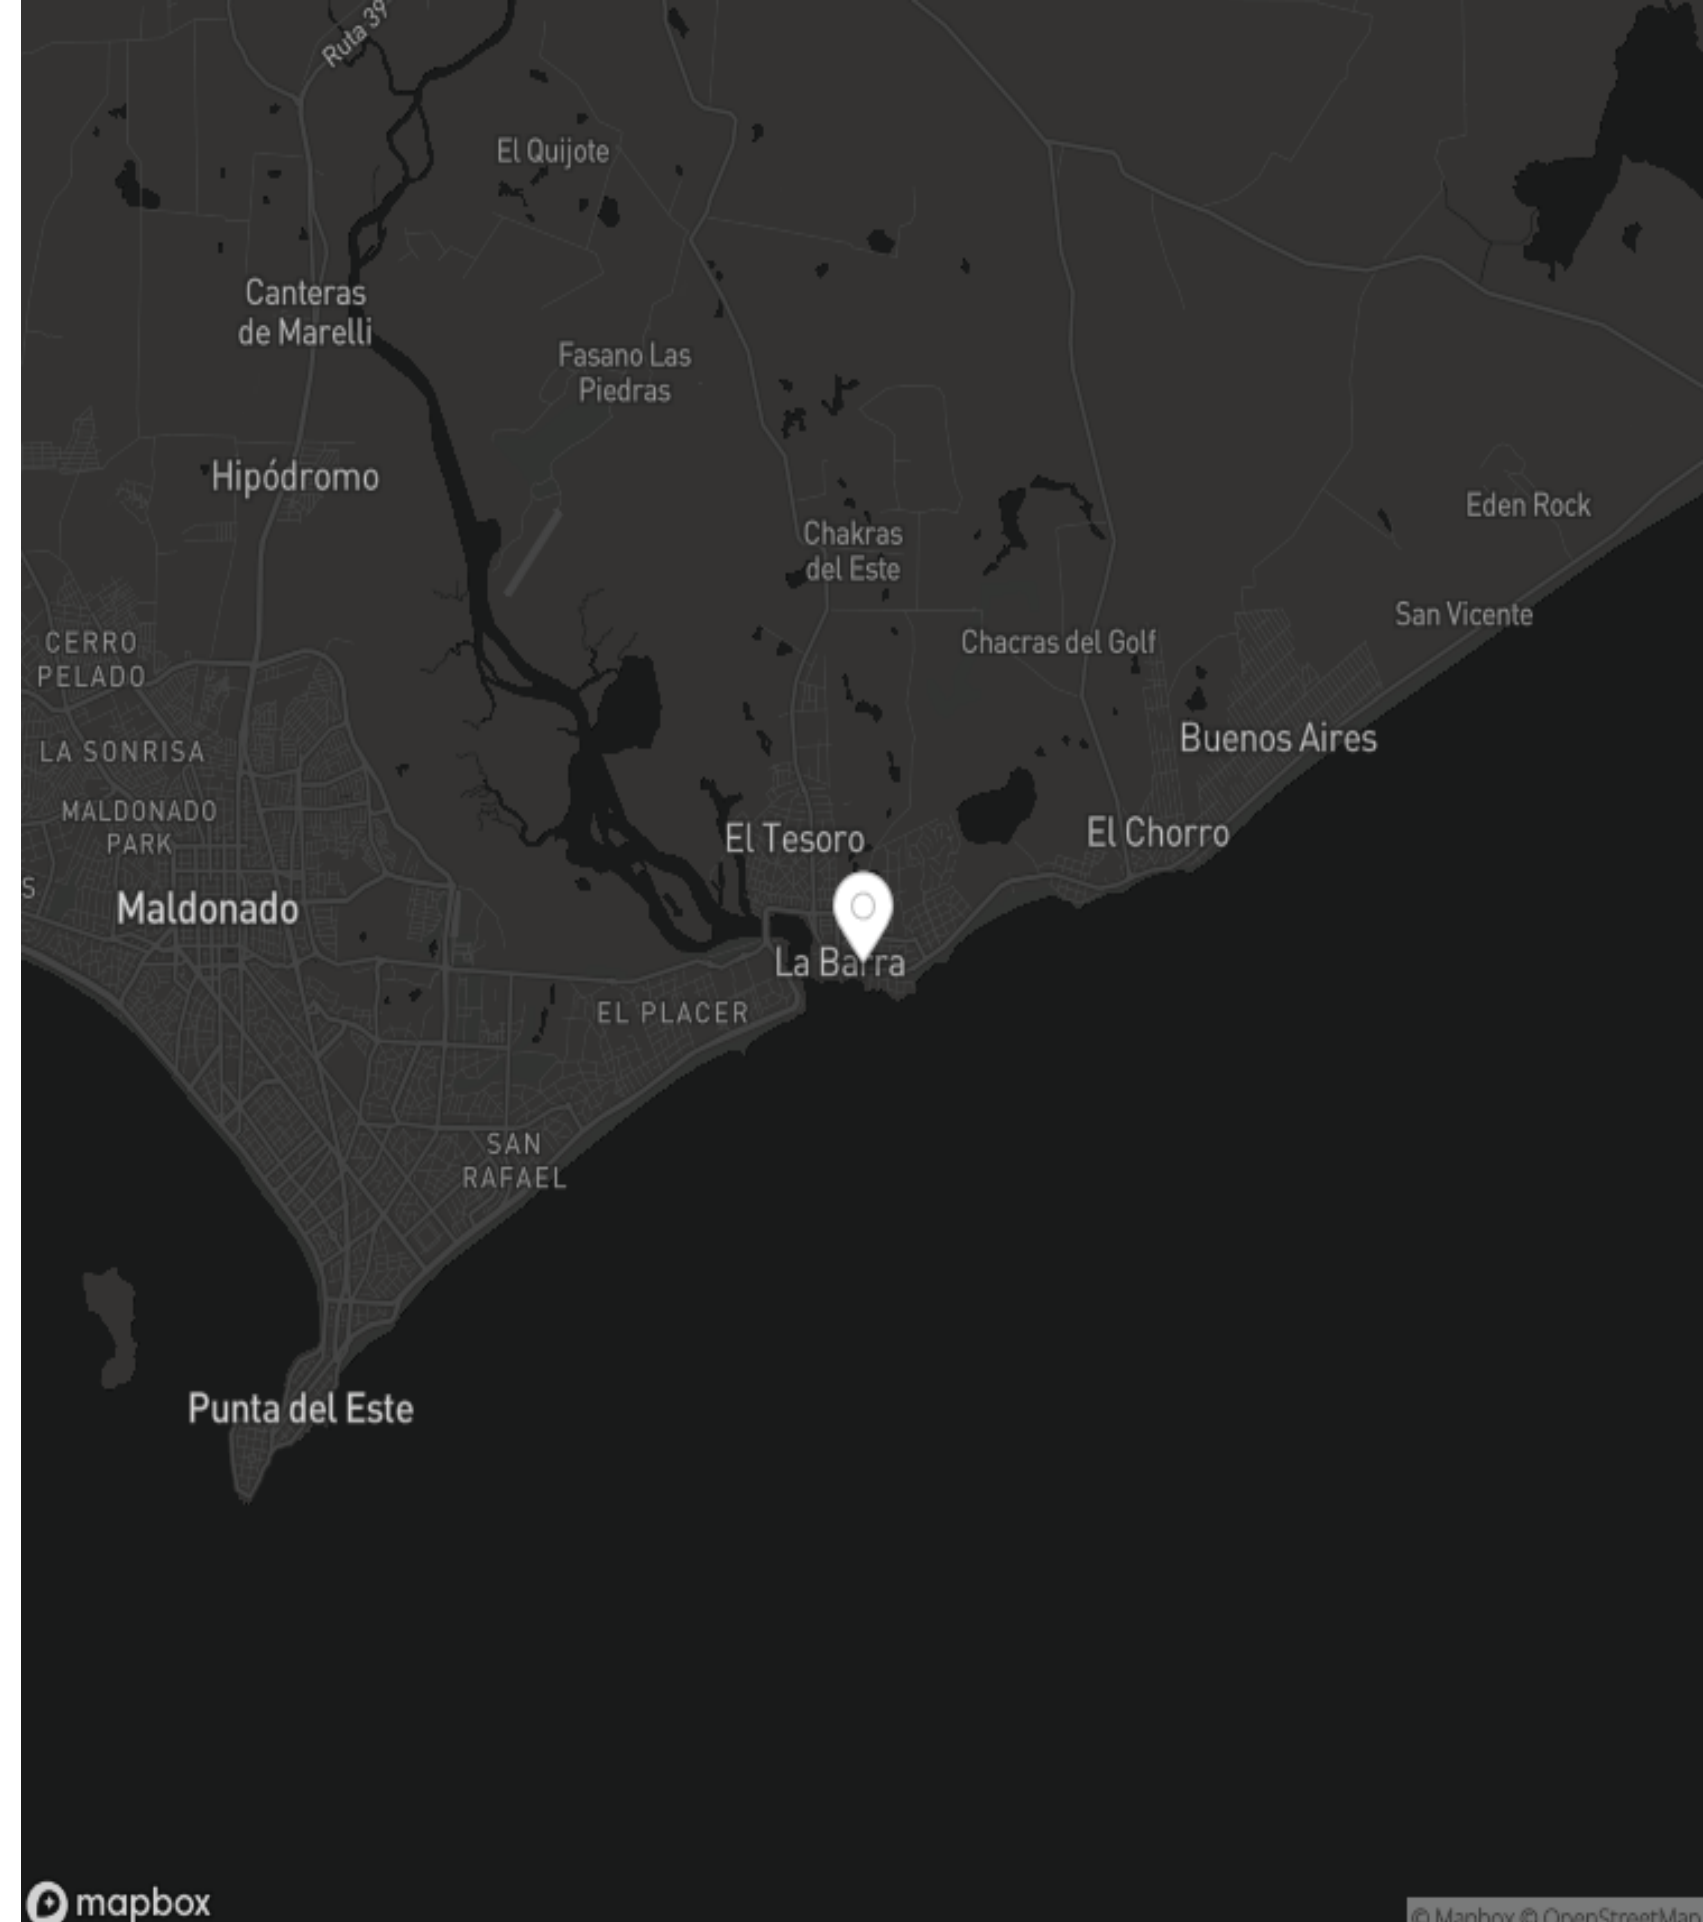 Ruta 39
El Quijote
Canteras
de Marelli
Fasano Las
Piedras
Hipódromo
Eden Rock
Chakras
del Este
San Vicente
CERRO
PELADO
Chacras del Golf
LA SONRISA
Buenos Aires
MALDONADO
PARK
El Tesoro
El Chorro
S
Maldonado
La Barra
EL PLACER
SAN
RAFAEL
Punta del Este
mapbox
© Mapbox © OpenStreetMap